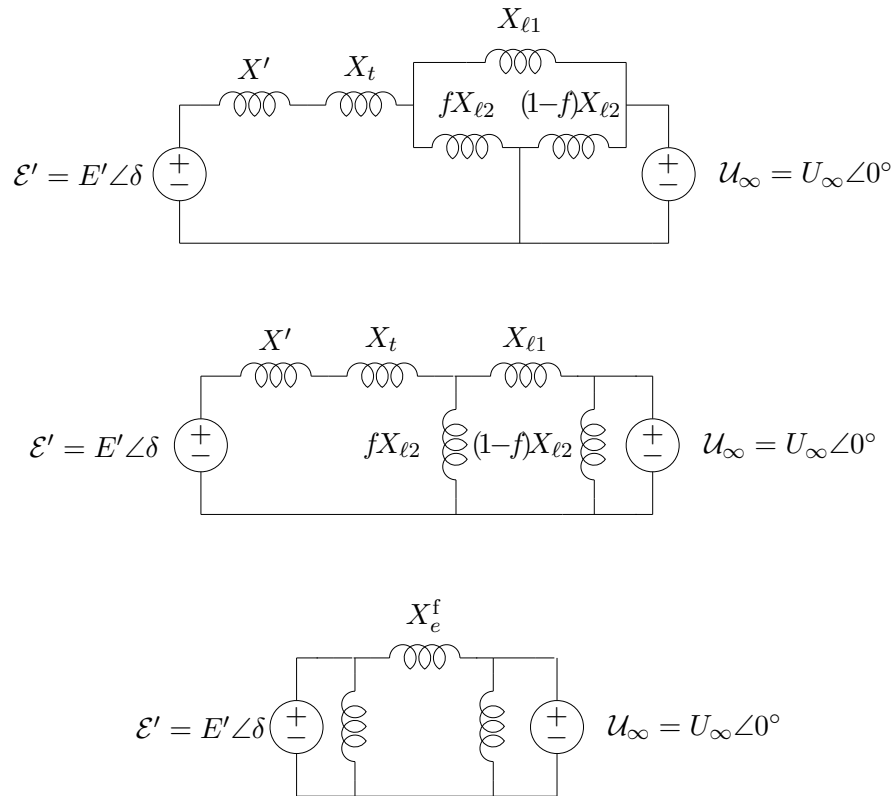 X_{ℓ1}
X′ X_t
fX_{ℓ2} (1−f)X_{ℓ2}
ℰ′ = E′∠δ + − + − 𝒰_∞ = U_∞∠0°
X′ X_t X_{ℓ1}
ℰ′ = E′∠δ + − fX_{ℓ2} (1−f)X_{ℓ2} + − 𝒰_∞ = U_∞∠0°
X_e^f
ℰ′ = E′∠δ + − + − 𝒰_∞ = U_∞∠0°